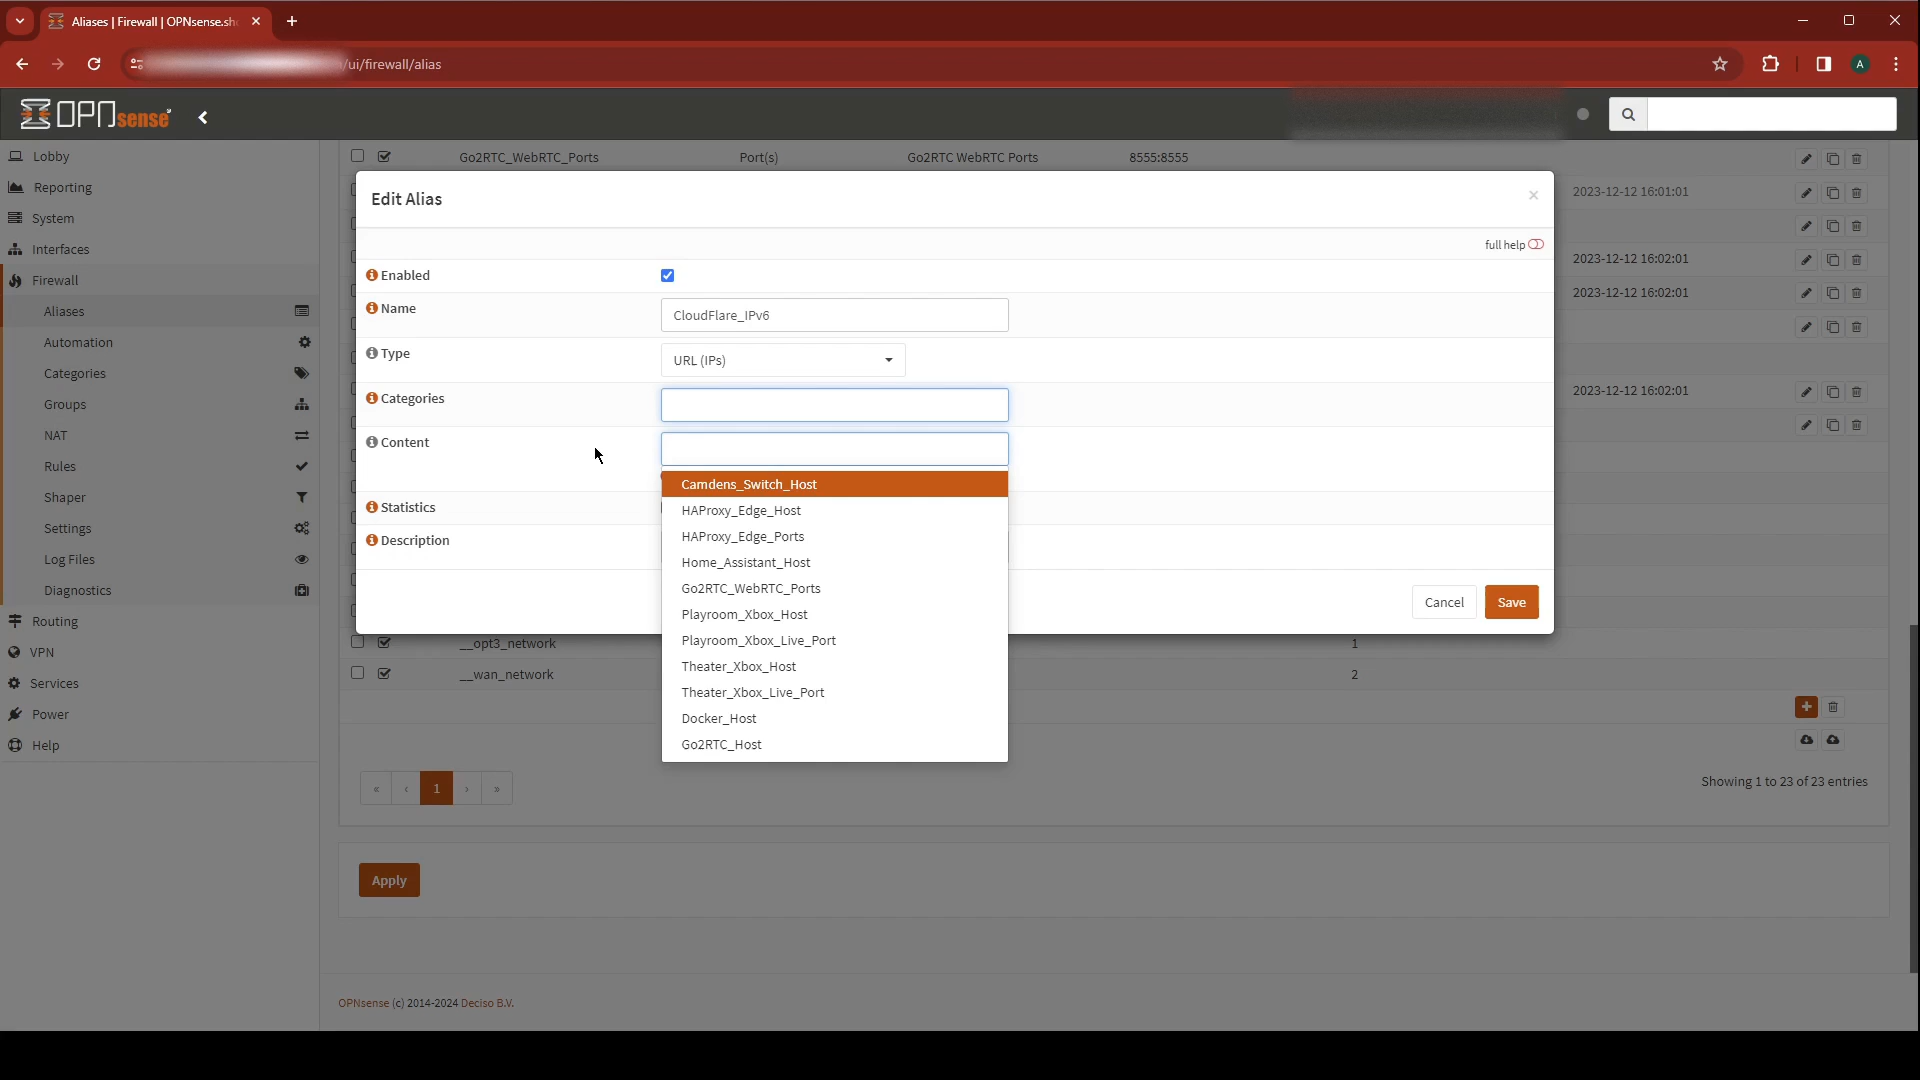 Aliases | Firewall | OPNsense.sh
/ui/firewall/alias
A
OPNsense
Lobby
Reporting
System
Interfaces
Firewall
Aliases
Automation
Categories
Groups
NAT
Rules
Shaper
Settings
Log Files
Diagnostics
Routing
VPN
Services
Power
Help
Go2RTC_WebRTC_Ports Port(s) Go2RTC WebRTC Ports 8555:8555
2023-12-12 16:01:01
2023-12-12 16:02:01
2023-12-12 16:02:01
2023-12-12 16:02:01
Edit Alias
full help
Enabled
Name CloudFlare_IPv6
Type URL (IPs)
Categories
Content
Statistics
Description
Camdens_Switch_Host
HAProxy_Edge_Host
HAProxy_Edge_Ports
Home_Assistant_Host
Go2RTC_WebRTC_Ports
Playroom_Xbox_Host
Playroom_Xbox_Live_Port
Theater_Xbox_Host
Theater_Xbox_Live_Port
Docker_Host
Go2RTC_Host
Cancel Save
__opt3_network 1
__wan_network 2
« ‹ 1 › »
Showing 1 to 23 of 23 entries
Apply
OPNsense (c) 2014-2024 Deciso B.V.